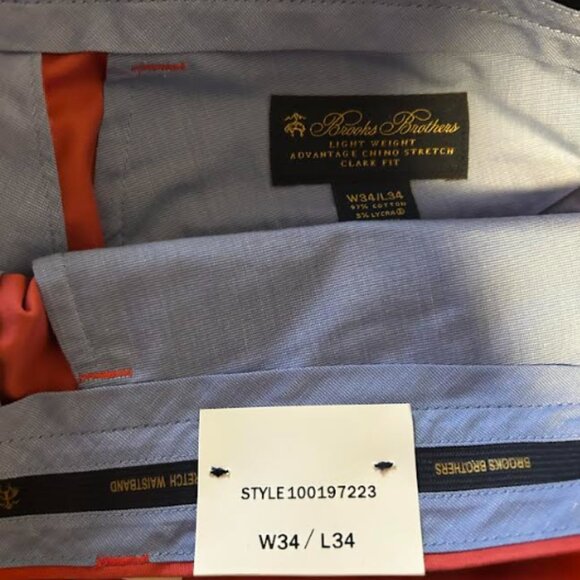 Brooks Brothers
LIGHT WEIGHT
ADVANTAGE CHINO STRETCH
CLARK FIT
W34/L34
97% COTTON
3% LYCRA®
BROOKS BROTHERS
STRETCH WAISTBAND
STYLE 100197223
W34 / L34